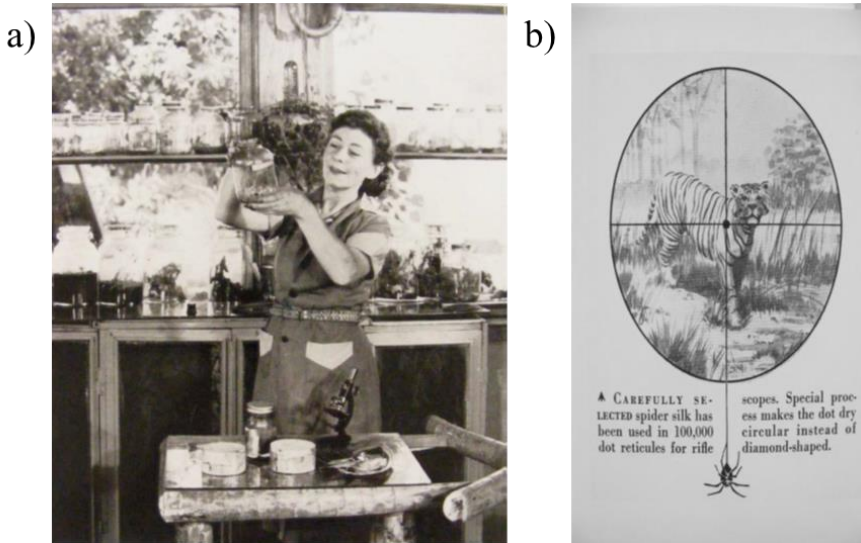 a)
b)
CAREFULLY SE-
LECTED spider silk has
been used in 100,000
dot reticules for rifle
scopes. Special proc-
ess makes the dot dry
circular instead of
diamond-shaped.